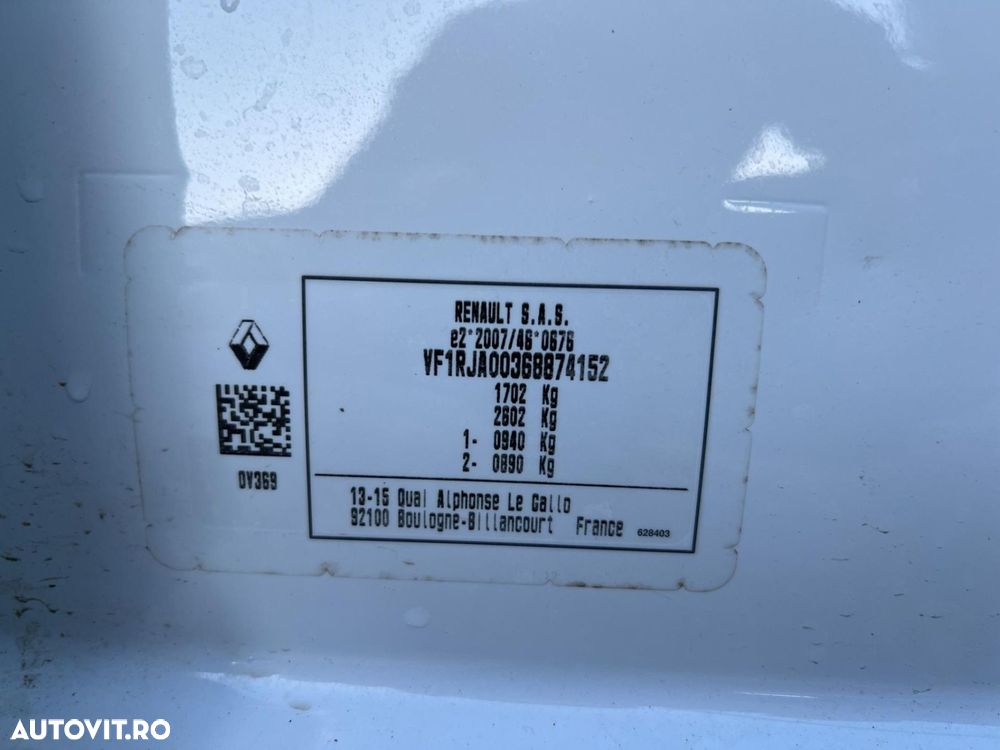 RENAULT S.A.S.
e2*2007/46*0676
VF1RJA00368874152
1702 Kg
2602 Kg
1- 0940 Kg
2- 0890 Kg
0V369
13-15 Quai Alphonse Le Gallo
92100 Boulogne-Billancourt France 628403
AUTOVIT.RO